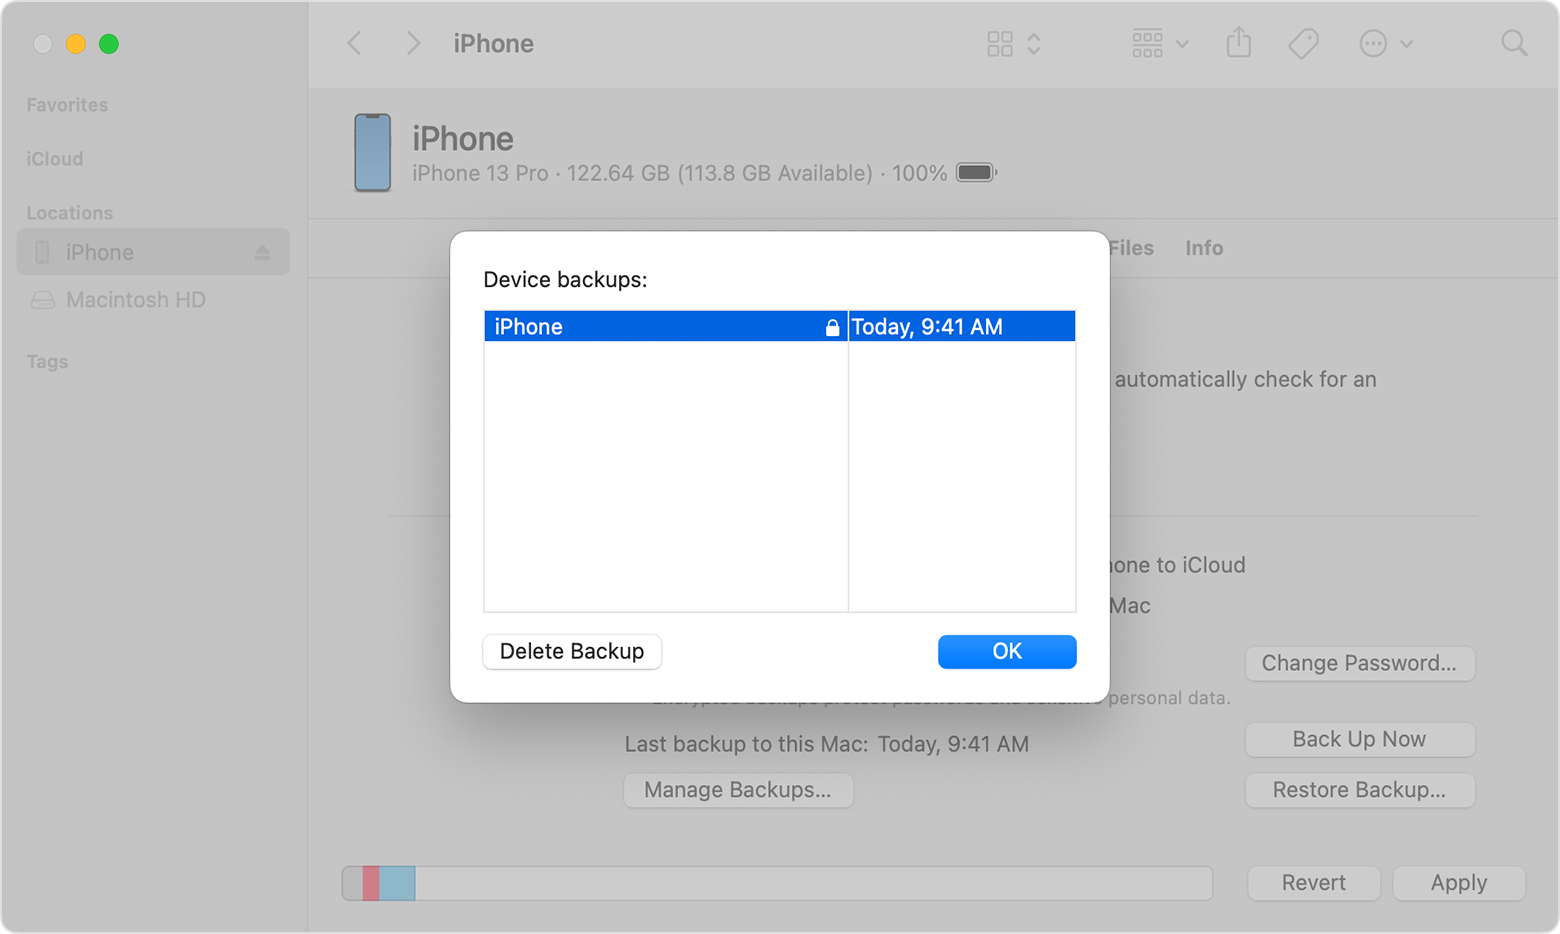 iPhone
Favorites
iCloud
Locations
iPhone
Macintosh HD
Tags
iPhone
iPhone 13 Pro · 122.64 GB (113.8 GB Available) · 100%
Files Info
Device backups:
iPhone Today, 9:41 AM
automatically check for an
to iCloud
Mac
Delete Backup OK
Change Password...
personal data.
Last backup to this Mac: Today, 9:41 AM
Back Up Now
Manage Backups...
Restore Backup...
Revert Apply